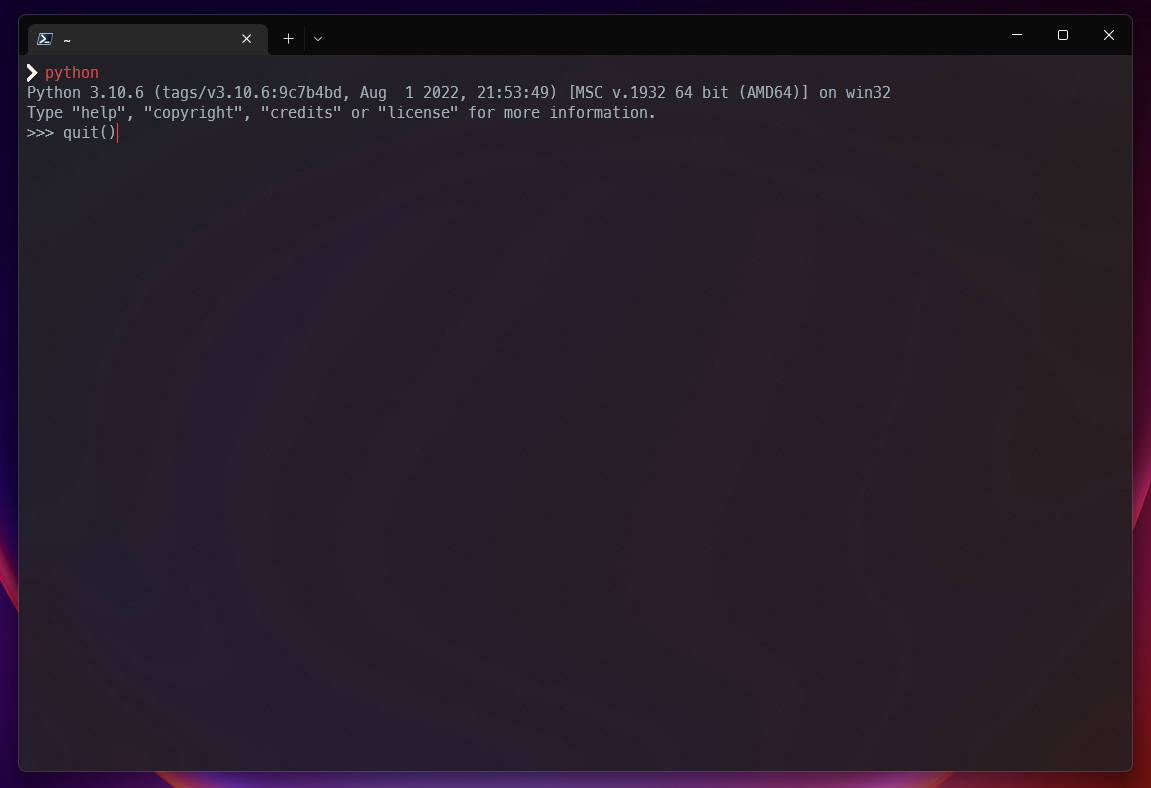 ~
❯ python
Python 3.10.6 (tags/v3.10.6:9c7b4bd, Aug  1 2022, 21:53:49) [MSC v.1932 64 bit (AMD64)] on win32
Type "help", "copyright", "credits" or "license" for more information.
>>> quit()